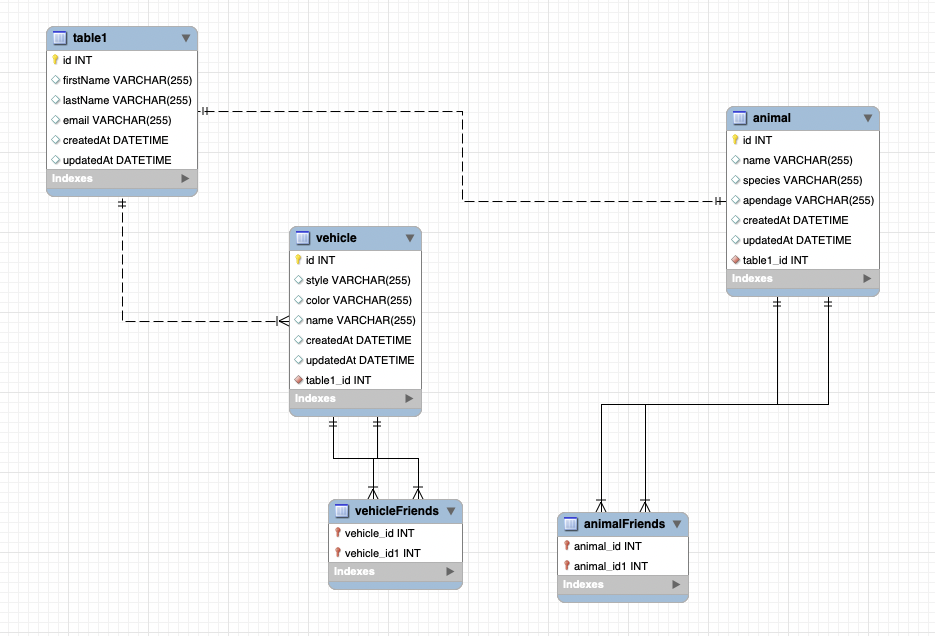 table1
id INT
firstName VARCHAR(255)
lastName VARCHAR(255)
email VARCHAR(255)
createdAt DATETIME
updatedAt DATETIME
Indexes
animal
id INT
name VARCHAR(255)
species VARCHAR(255)
apendage VARCHAR(255)
createdAt DATETIME
updatedAt DATETIME
table1_id INT
Indexes
vehicle
id INT
style VARCHAR(255)
color VARCHAR(255)
name VARCHAR(255)
createdAt DATETIME
updatedAt DATETIME
table1_id INT
Indexes
vehicleFriends
vehicle_id INT
vehicle_id1 INT
Indexes
animalFriends
animal_id INT
animal_id1 INT
Indexes